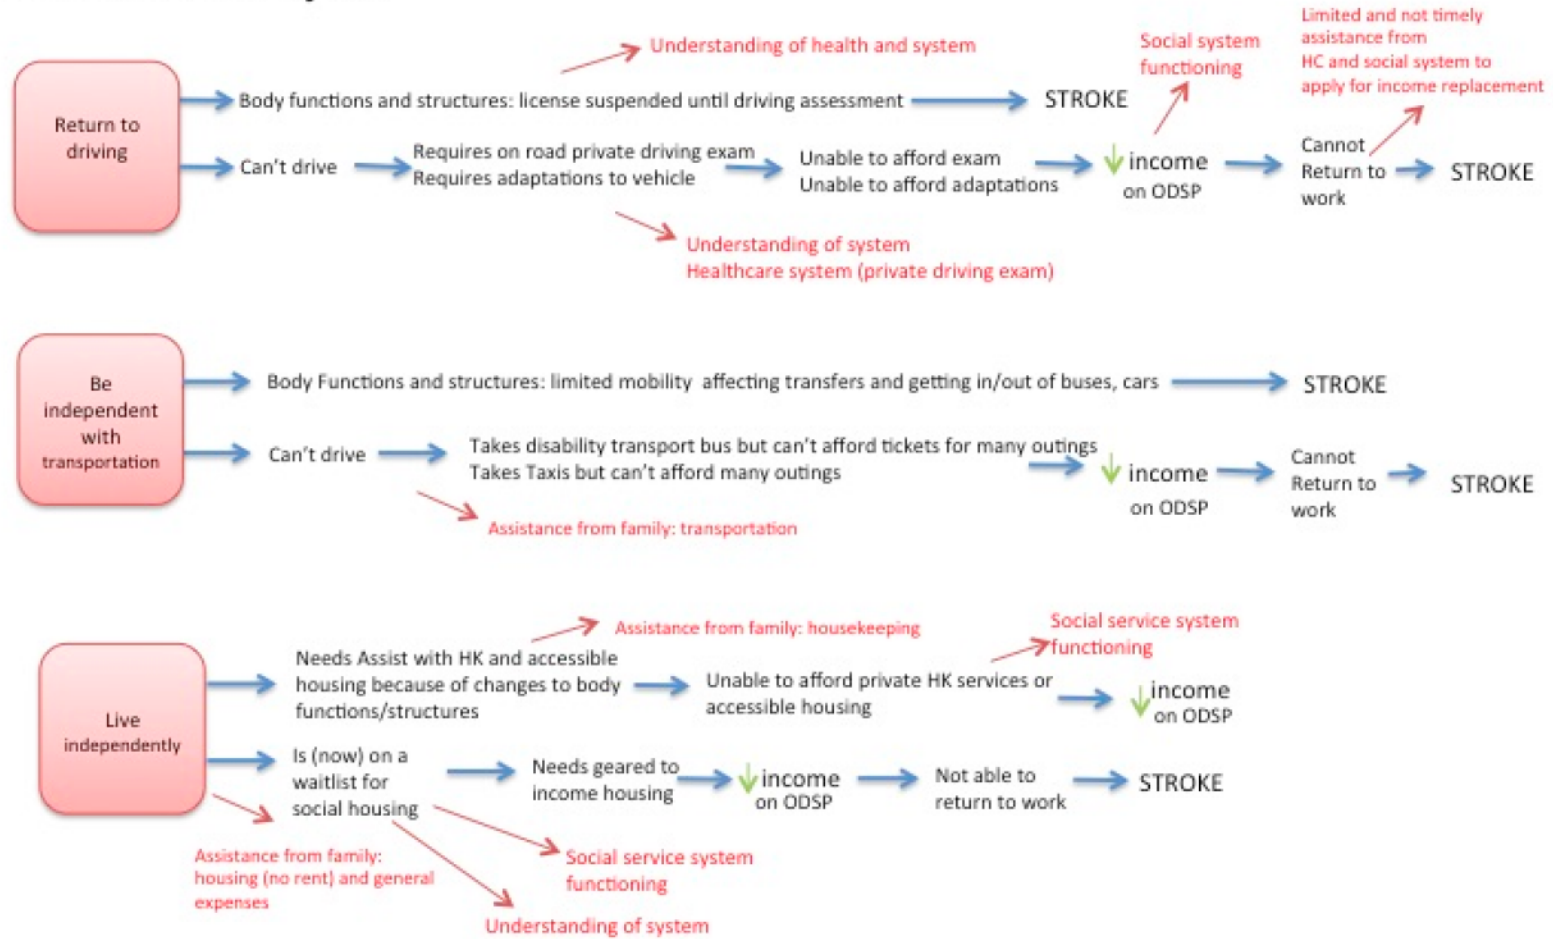 Limited and not timely
assistance from
HC and social system to
apply for income replacement
Understanding of health and system
Social system
functioning
Return to
driving
Body functions and structures: license suspended until driving assessment
STROKE
Can't drive
Requires on road private driving exam
Requires adaptations to vehicle
Unable to afford exam
Unable to afford adaptations
income
on ODSP
Cannot
Return to
work
STROKE
Understanding of system
Healthcare system (private driving exam)
Be
independent
with
transportation
Body Functions and structures: limited mobility affecting transfers and getting in/out of buses, cars
STROKE
Can't drive
Takes disability transport bus but can't afford tickets for many outings
Takes Taxis but can't afford many outings
income
on ODSP
Cannot
Return to
work
STROKE
Assistance from family: transportation
Live
independently
Assistance from family: housekeeping
Social service system
functioning
Needs Assist with HK and accessible
housing because of changes to body
functions/structures
Unable to afford private HK services or
accessible housing
income
on ODSP
Is (now) on a
waitlist for
social housing
Needs geared to
income housing
income
on ODSP
Not able to
return to work
STROKE
Assistance from family:
housing (no rent) and general
expenses
Social service system
functioning
Understanding of system